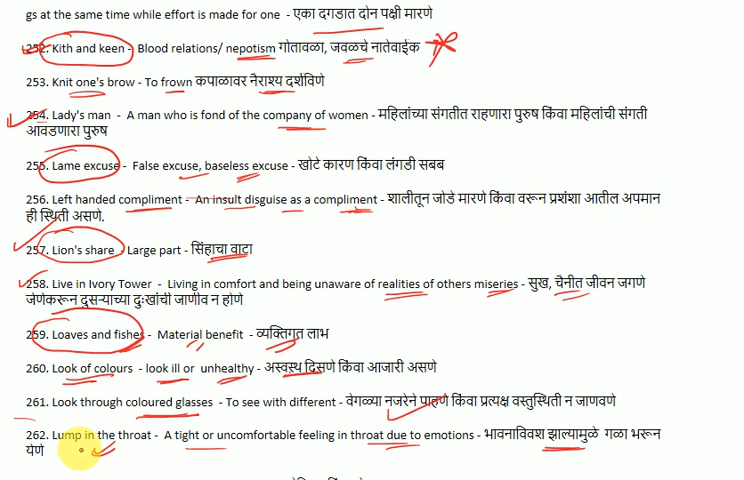 gs at the same time while effort is made for one - एका दगडात दोन पक्षी मारणे
252. Kith and keen - Blood relations/ nepotism गोतावळा, जवळचे नातेवाईक
253. Knit one's brow - To frown कपाळावर नैराश्य दर्शविणे
254. Lady's man - A man who is fond of the company of women - महिलांच्या संगतीत राहणारा पुरुष किंवा महिलांची संगती
आवडणारा पुरुष
255. Lame excuse - False excuse, baseless excuse - खोटे कारण किंवा लंगडी सबब
256. Left handed compliment - An insult disguise as a compliment - शालीतून जोडे मारणे किंवा वरून प्रशंशा आतील अपमान
ही स्थिती असणे.
257. Lion's share - Large part - सिंहाचा वाटा
258. Live in Ivory Tower - Living in comfort and being unaware of realities of others miseries - सुख, चैनीत जीवन जगणे
जेणेकरून दुसऱ्याच्या दुःखांची जाणीव न होणे
259. Loaves and fishes - Material benefit - व्यक्तिगत लाभ
260. Look of colours - look ill or unhealthy - अस्वस्थ दिसणे किंवा आजारी असणे
261. Look through coloured glasses - To see with different - वेगळ्या नजरेने पाहणे किंवा प्रत्यक्ष वस्तुस्थिती न जाणवणे
262. Lump in the throat - A tight or uncomfortable feeling in throat due to emotions - भावनाविवश झाल्यामुळे गळा भरून
येणे